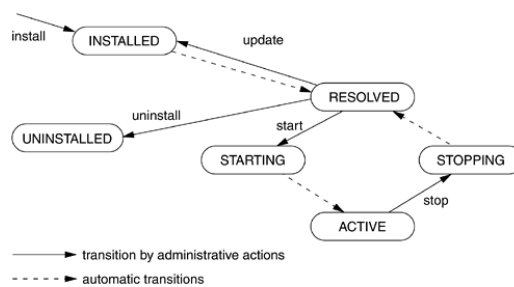 install
INSTALLED
update
RESOLVED
uninstall
start
UNINSTALLED
STARTING
STOPPING
stop
ACTIVE
transition by administrative actions
automatic transitions